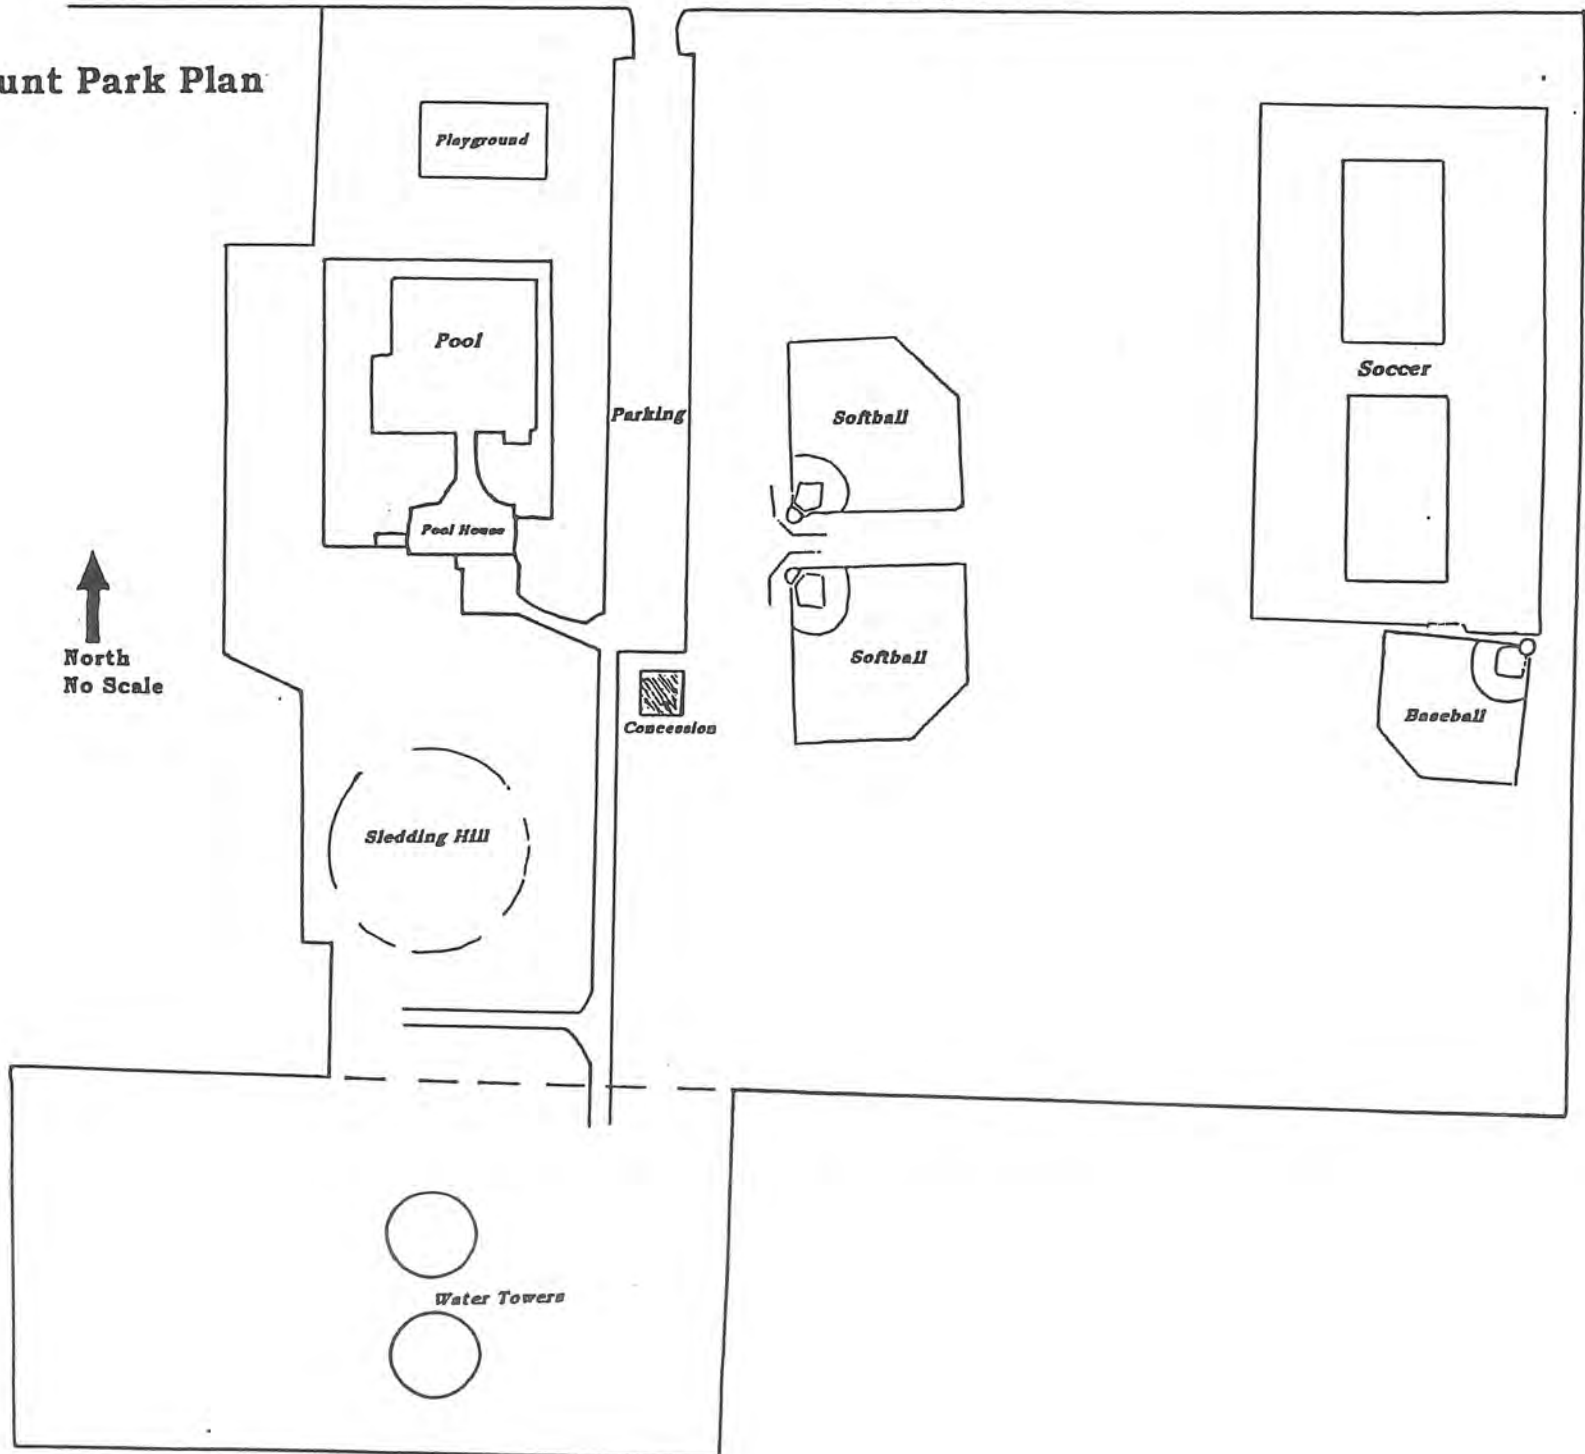 unt Park Plan
Playground
Pool
Parking
Softball
Soccer
Pool House
North
No Scale
Softball
Concession
Baseball
Sledding Hill
Water Towers